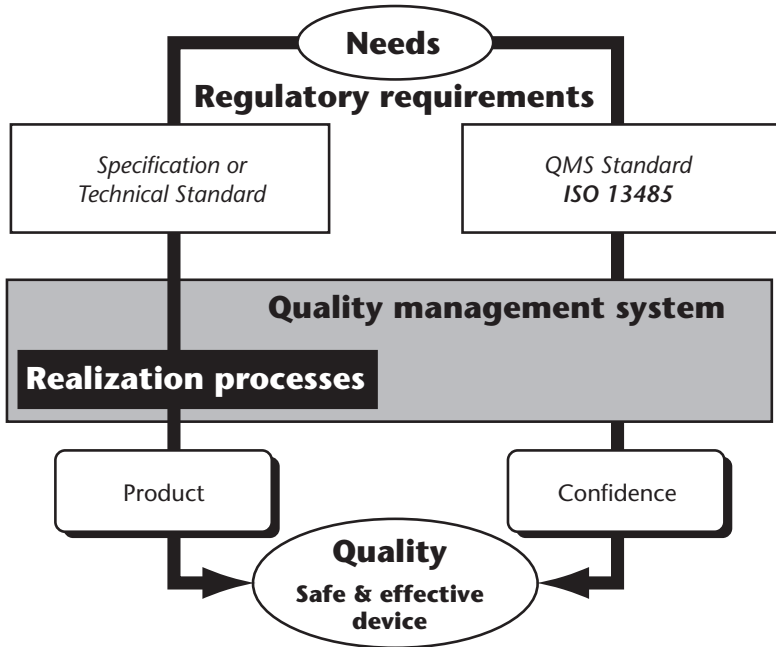 Needs
Regulatory requirements
Specification or
Technical Standard
QMS Standard
ISO 13485
Quality management system
Realization processes
Product
Confidence
Quality
Safe & effective
device